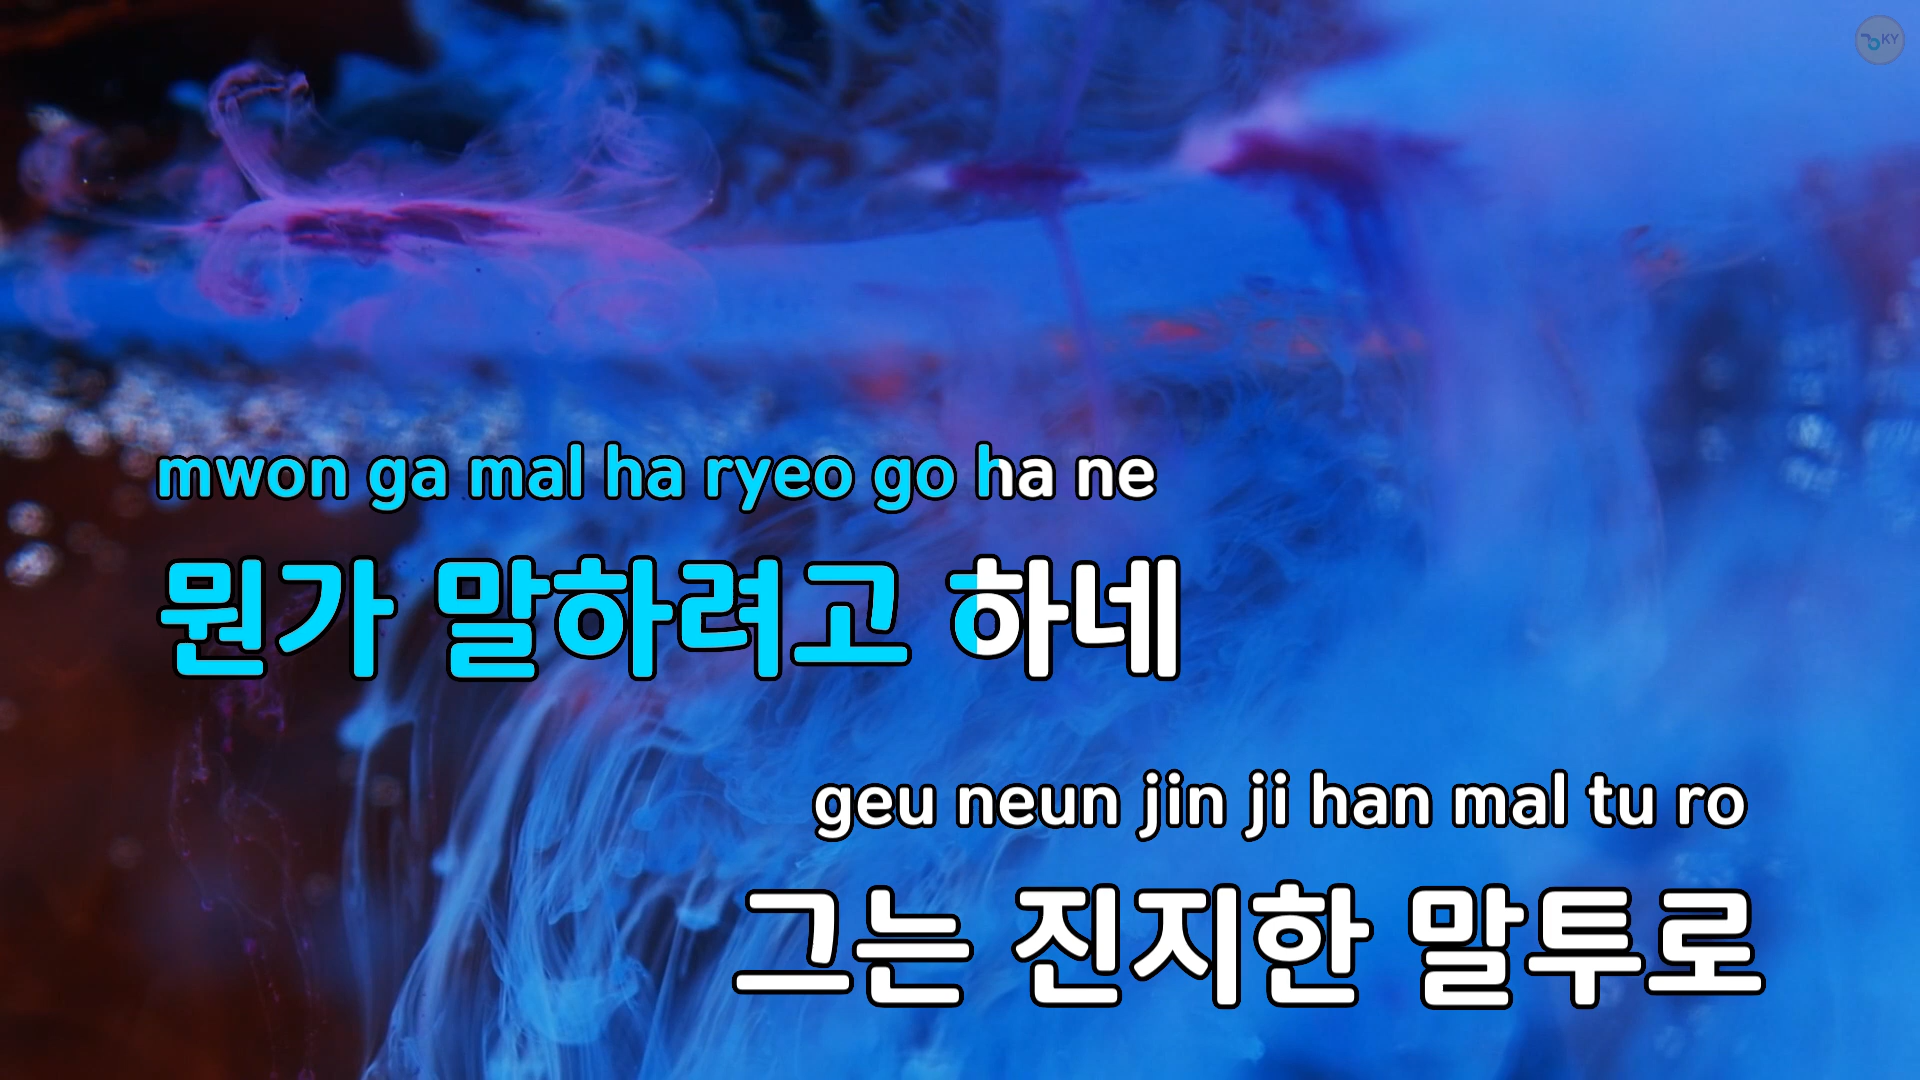 KY
mwon ga mal ha ryeo go ha ne
뭔가 말하려고 하네
geu neun jin ji han mal tu ro
그는 진지한 말투로